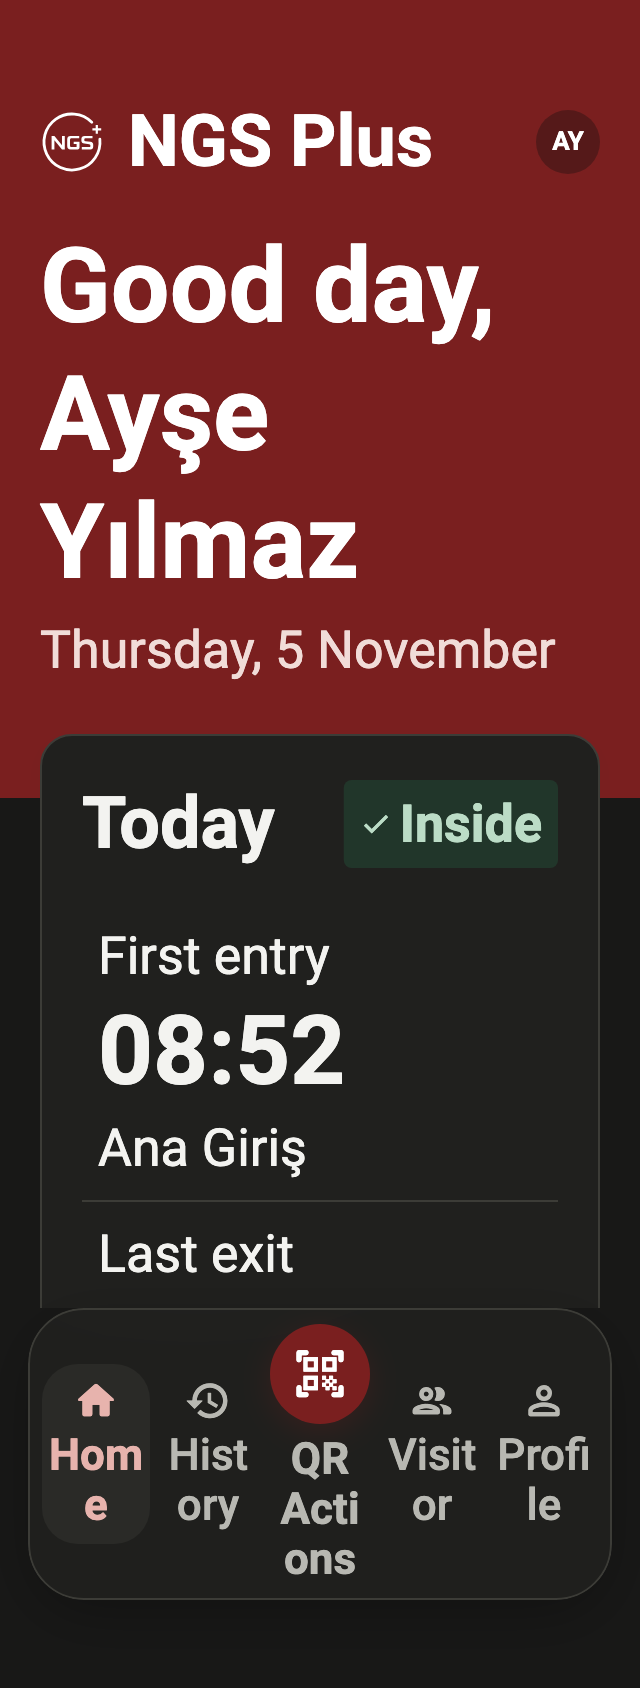 NGS+ NGS Plus AY
Good day,
Ayşe
Yılmaz
Thursday, 5 November
Today
Inside
First entry
08:52
Ana Giriş
Last exit
Hom
e
Hist
ory
QR
Acti
ons
Visit
or
Profi
le